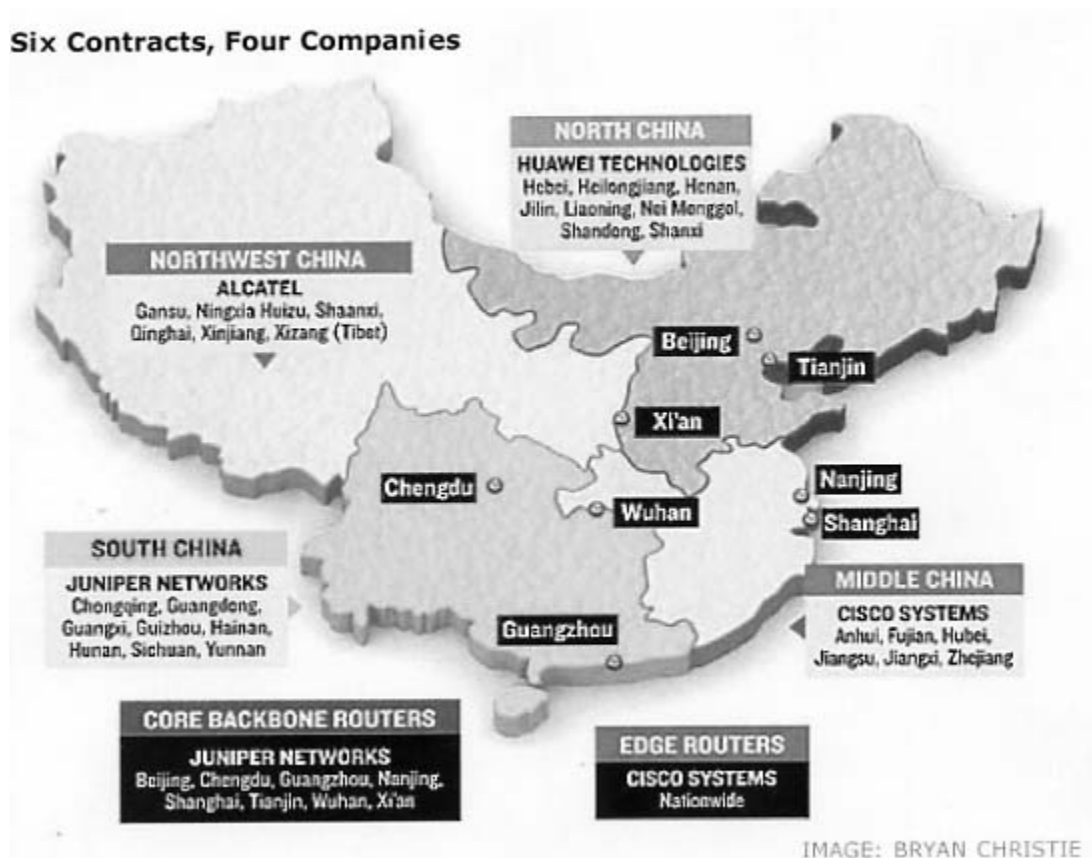 Six Contracts, Four Companies
NORTH CHINA
HUAWEI TECHNOLOGIES
Hebei, Heilongjiang, Henan,
Jilin, Liaoning, Nei Monggol,
Shandong, Shanxi
NORTHWEST CHINA
ALCATEL
Gansu, Ningxia Huizu, Shaanxi,
Qinghai, Xinjiang, Xizang (Tibet)
Beijing
Tianjin
Xi'an
Chengdu
Nanjing
Wuhan
Shanghai
SOUTH CHINA
JUNIPER NETWORKS
Chongqing, Guangdong,
Guangxi, Guizhou, Hainan,
Hunan, Sichuan, Yunnan
MIDDLE CHINA
CISCO SYSTEMS
Anhui, Fujian, Hubei,
Jiangsu, Jiangxi, Zhejiang
Guangzhou
CORE BACKBONE ROUTERS
JUNIPER NETWORKS
Beijing, Chengdu, Guangzhou, Nanjing,
Shanghai, Tianjin, Wuhan, Xi'an
EDGE ROUTERS
CISCO SYSTEMS
Nationwide
IMAGE: BRYAN CHRISTIE